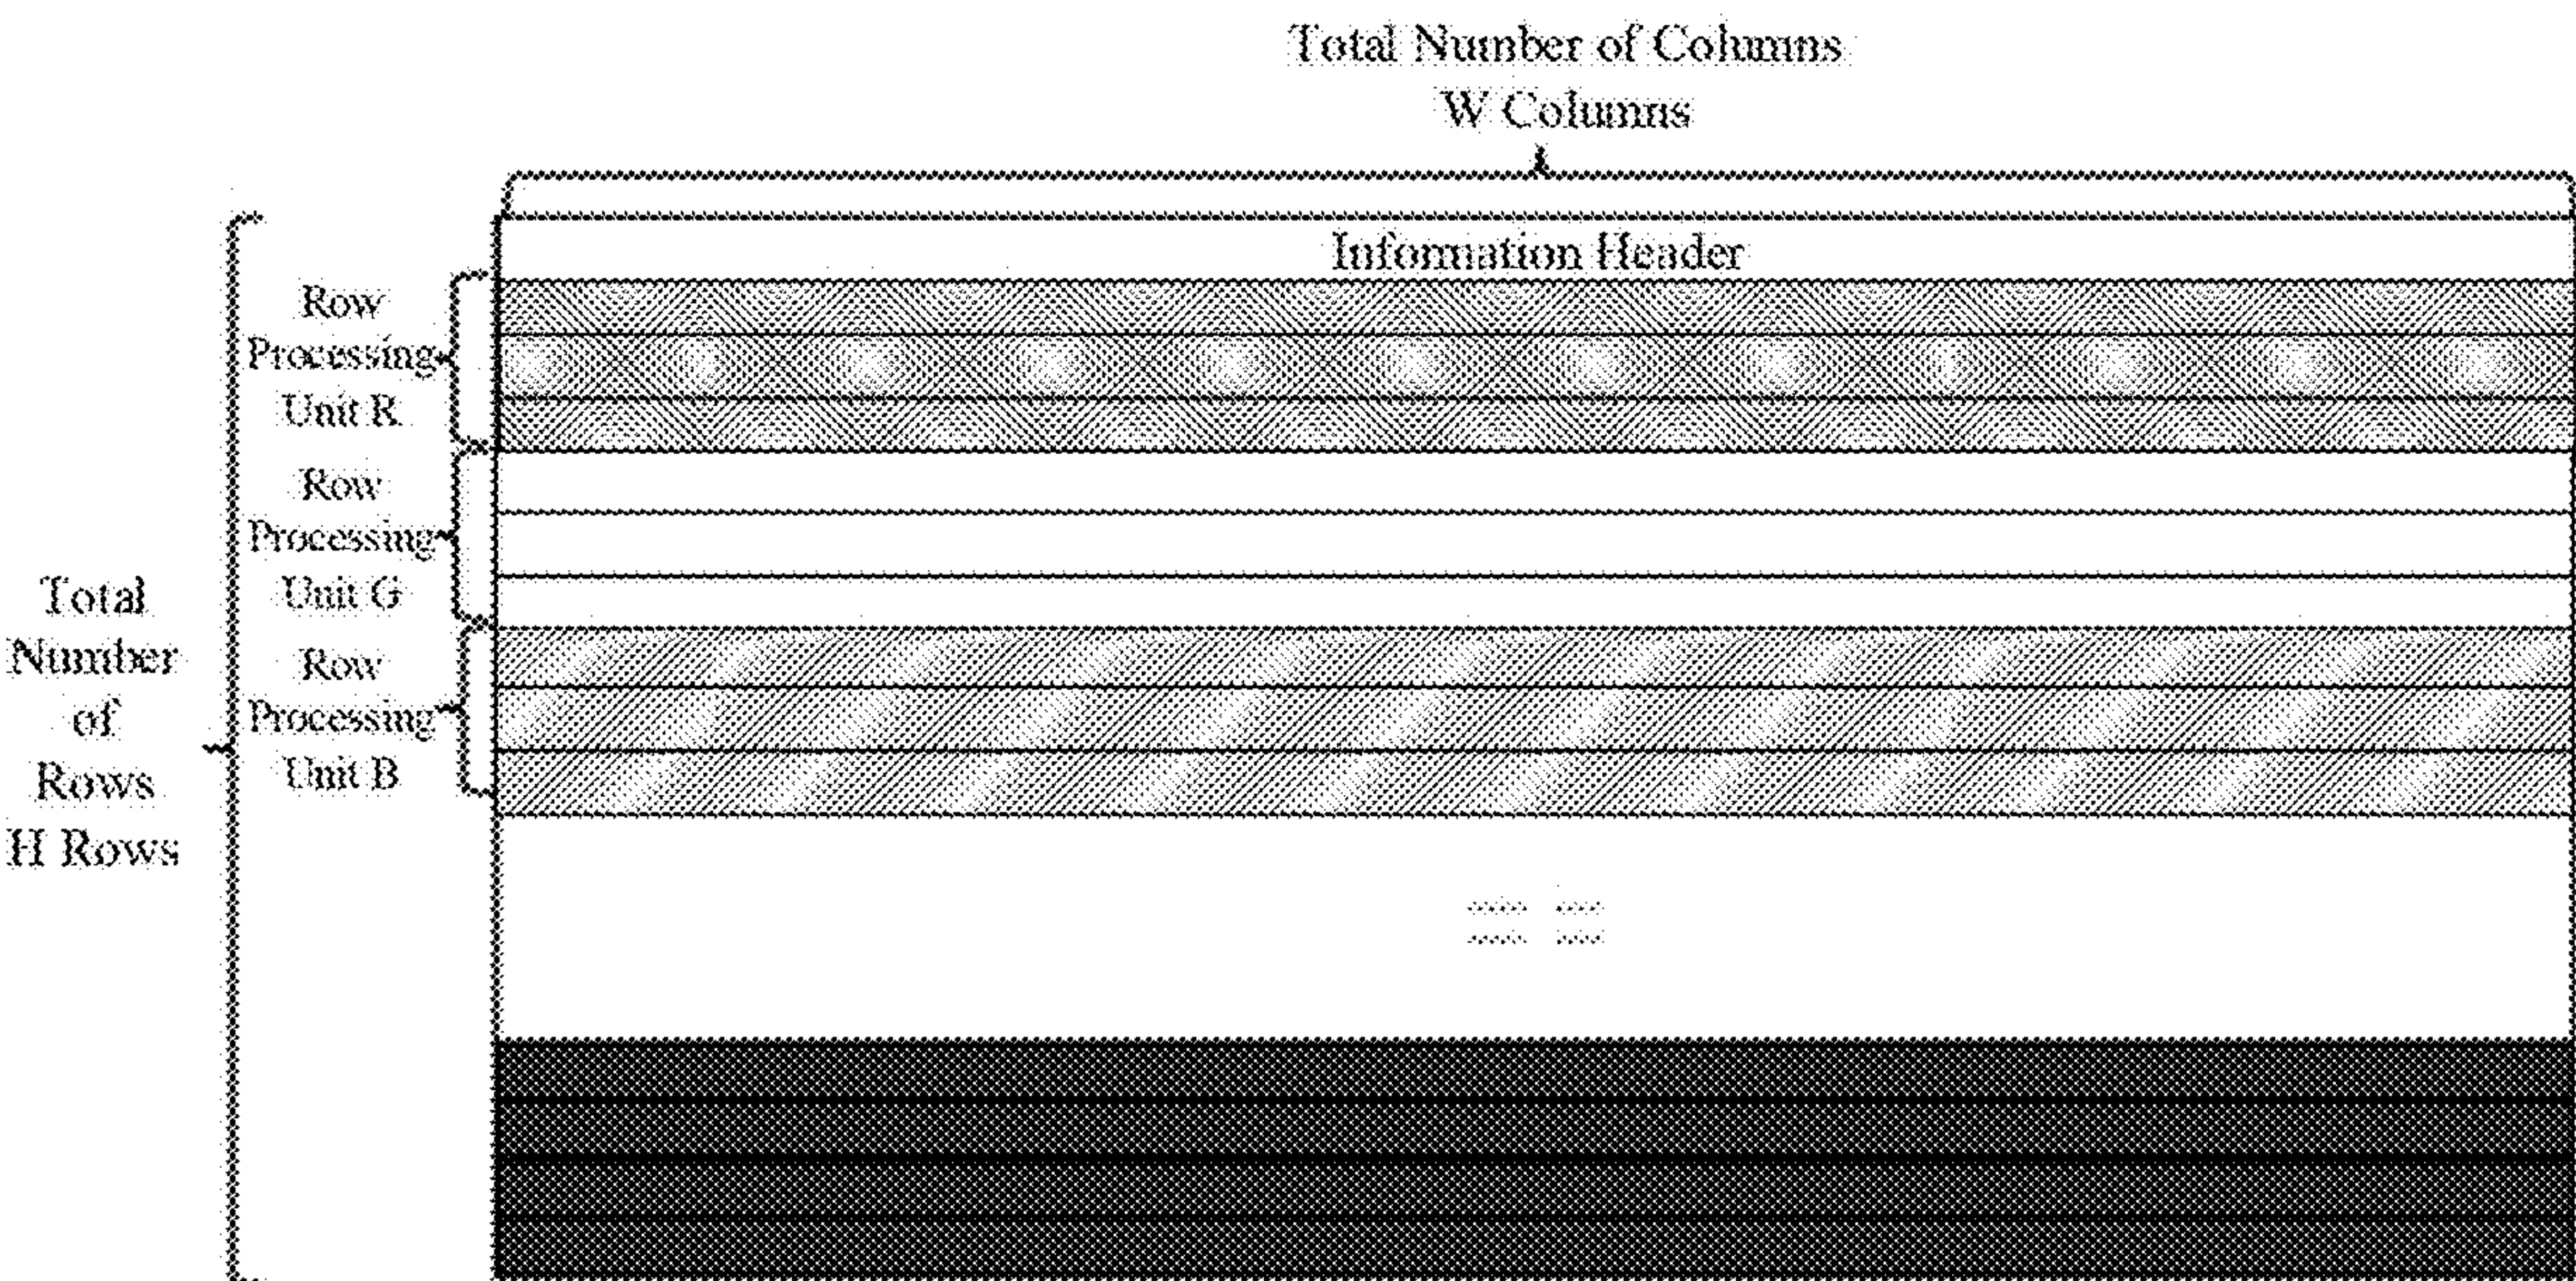 Total Number of Columns
W Columns
Information Header
Row
Processing
Unit R
Row
Processing
Unit G
Row
Processing
Unit B
Total
Number
of
Rows
H Rows